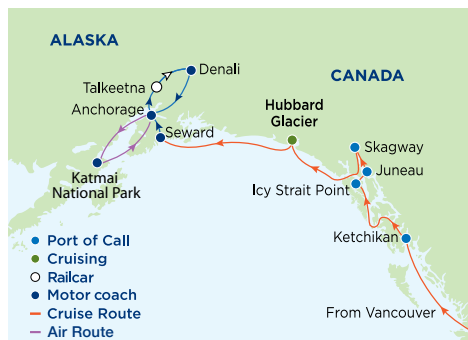 ALASKA
Denali
Talkeetna
CANADA
Anchorage
Hubbard
Glacier
Seward
Skagway
Katmai
National Park
Juneau
Icy Strait Point
Ketchikan
Port of Call
Cruising
Railcar
Motor coach
Cruise Route
Air Route
From Vancouver